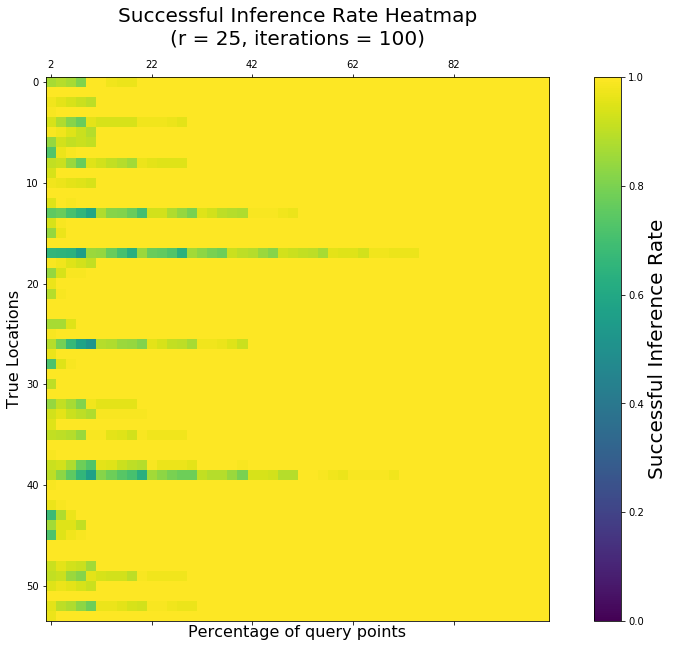 Successful Inference Rate Heatmap
(r = 25, iterations = 100)
2 22 42 62 82
0
10
20
30
40
50
True Locations
Percentage of query points
1.0
0.8
0.6
0.4
0.2
0.0
Successful Inference Rate